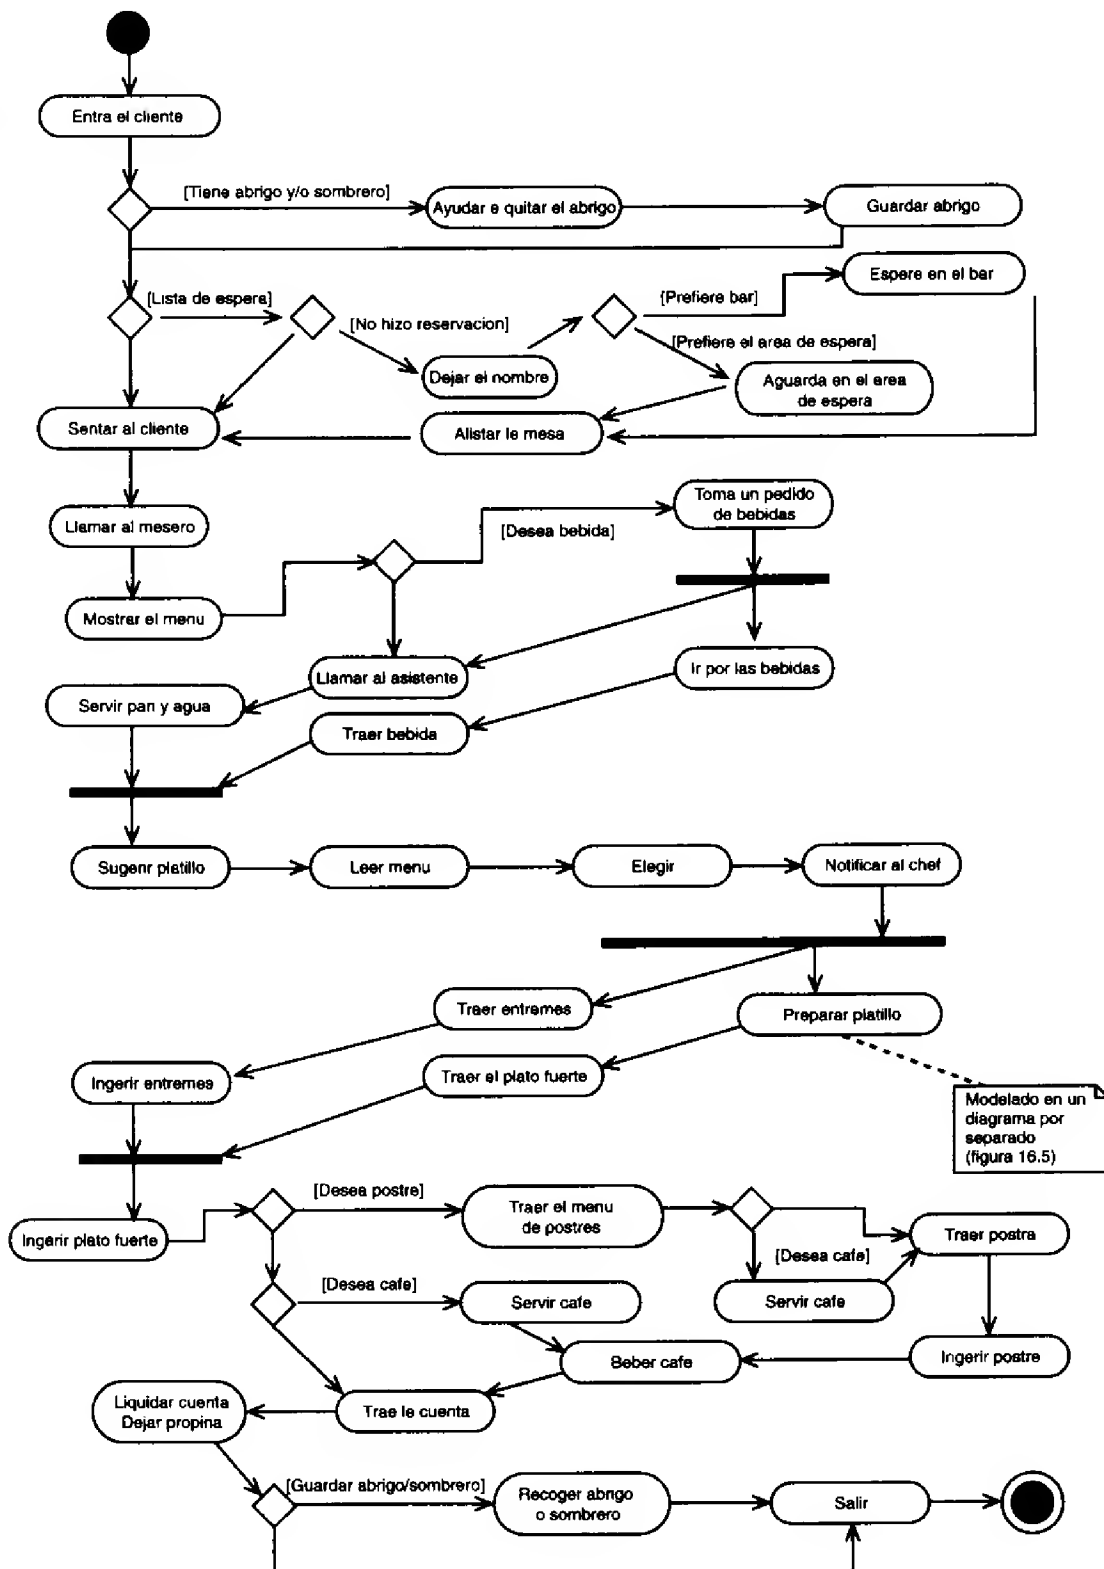 Entra el cliente
[Tiene abrigo y/o sombrero]
Ayudar e quitar el abrigo
Guardar abrigo
Espere en el bar
[Lista de espera]
[Prefiere bar]
[No hizo reservacion]
[Prefiere el area de espera]
Dejar el nombre
Aguarda en el area
de espera
Sentar al cliente
Alistar le mesa
Toma un pedido
de bebidas
Llamar al mesero
[Desea bebida]
Mostrar el menu
Llamar al asistente
Ir por las bebidas
Servir pan y agua
Traer bebida
Sugenr platillo
Leer menu
Elegir
Notificar al chef
Traer entremes
Preparar platillo
Ingerir entremes
Traer el plato fuerte
Modelado en un
diagrama por
separado
(figura 16.5)
[Desea postre]
Traer el menu
de postres
Ingerir plato fuerte
Traer postra
[Desea cafe]
[Desea cafe]
Servir cafe
Servir cafe
Beber cafe
Ingerir postre
Liquidar cuenta
Dejar propina
Trae le cuenta
[Guardar abrigo/sombrero]
Recoger abrigo
o sombrero
Salir